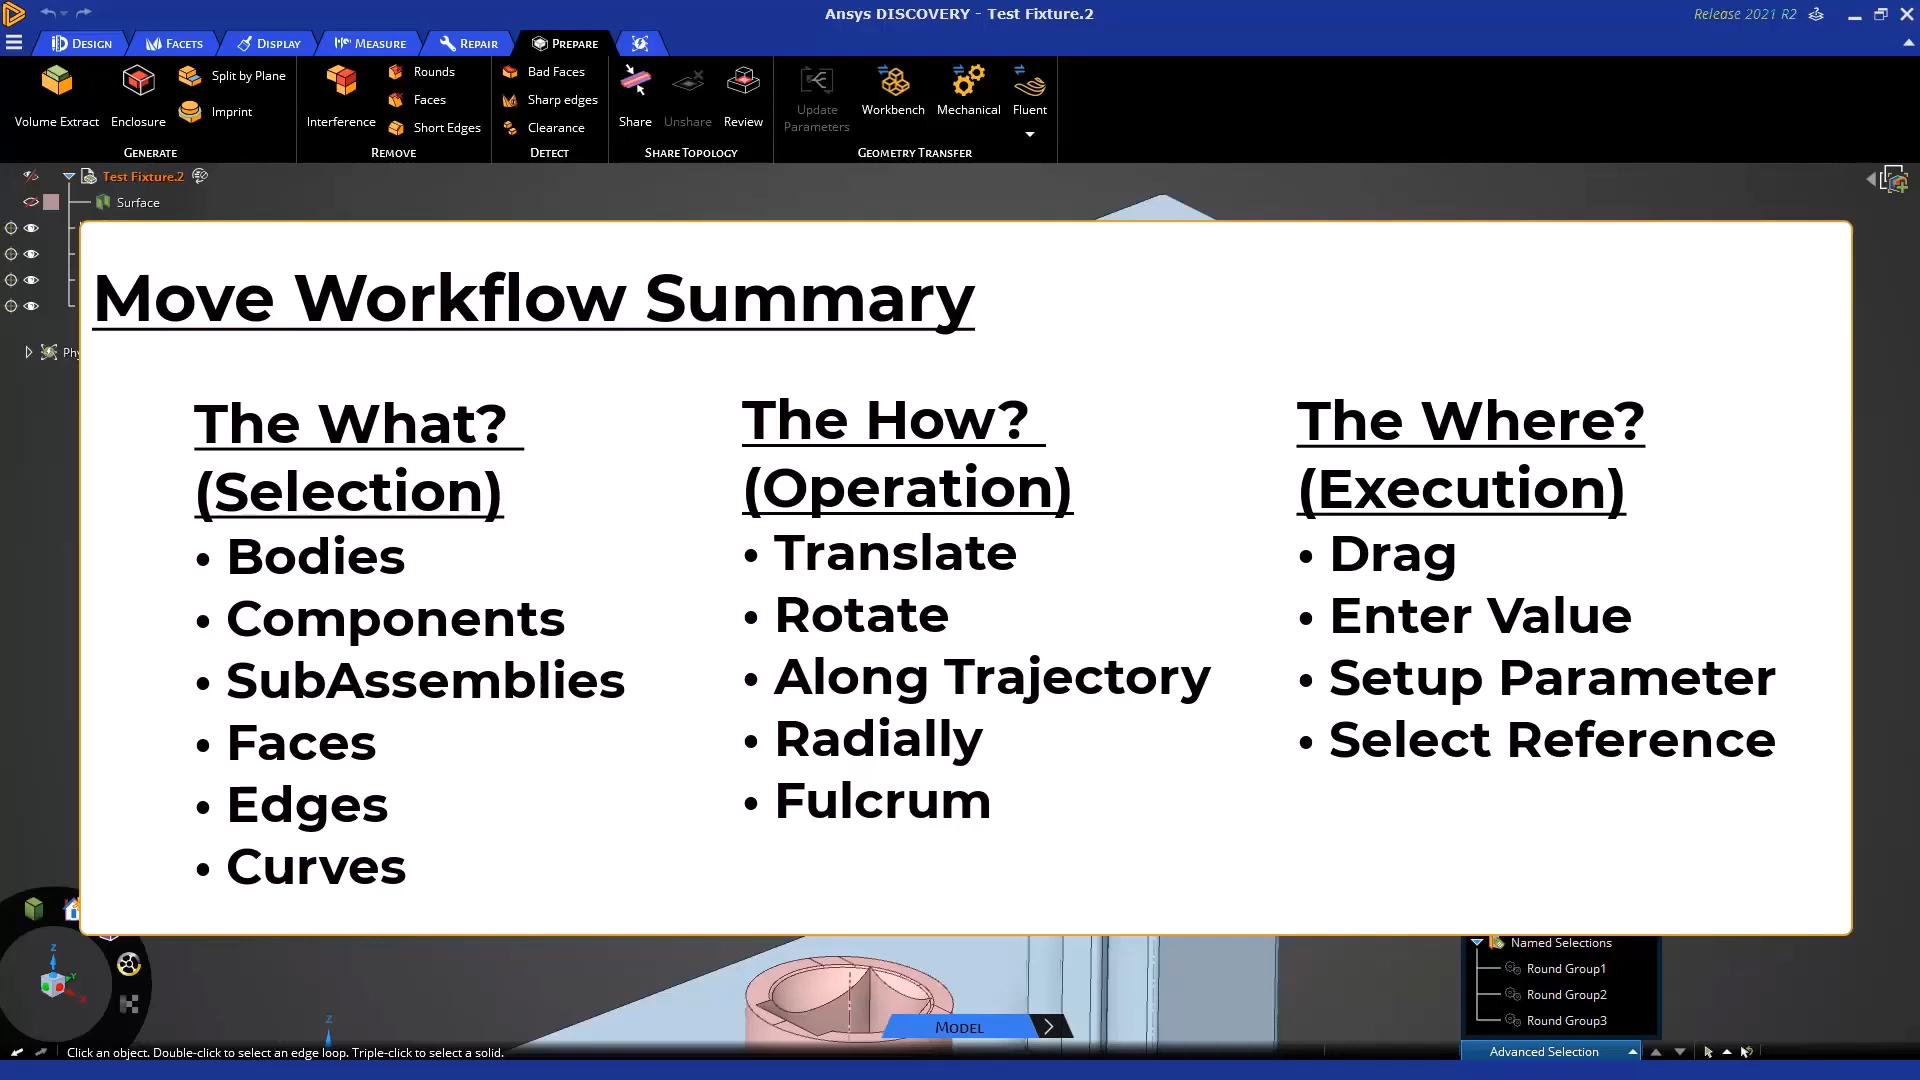 Ansys DISCOVERY - Test Fixture.2
Release 2021 R2
DESIGN
FACETS
DISPLAY
MEASURE
REPAIR
PREPARE
Volume Extract
Enclosure
Split by Plane
Imprint
GENERATE
Interference
Rounds
Faces
Short Edges
REMOVE
Bad Faces
Sharp edges
Clearance
DETECT
Share
Unshare
Review
SHARE TOPOLOGY
Update
Parameters
Workbench
Mechanical
Fluent
GEOMETRY TRANSFER
Test Fixture.2
Surface
Phy
Move Workflow Summary
The What?
(Selection)
• Bodies
• Components
• SubAssemblies
• Faces
• Edges
• Curves
The How?
(Operation)
• Translate
• Rotate
• Along Trajectory
• Radially
• Fulcrum
The Where?
(Execution)
• Drag
• Enter Value
• Setup Parameter
• Select Reference
Z
Y
X
Z
MODEL
Named Selections
Round Group1
Round Group2
Round Group3
Click an object. Double-click to select an edge loop. Triple-click to select a solid.
Advanced Selection